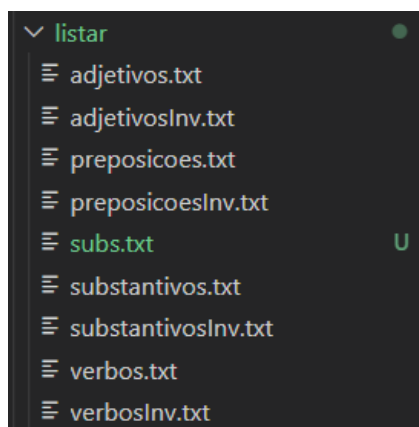 listar
adjetivos.txt
adjetivosInv.txt
preposicoes.txt
preposicoesInv.txt
subs.txt U
substantivos.txt
substantivosInv.txt
verbos.txt
verbosInv.txt